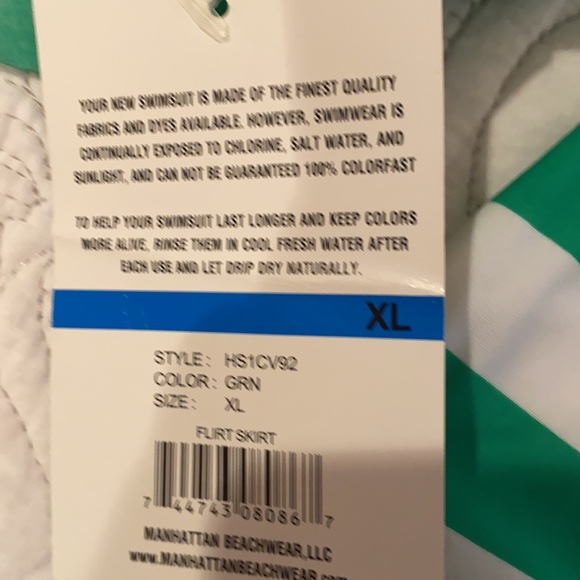 YOUR NEW SWIMSUIT IS MADE OF THE FINEST QUALITY
FABRICS AND DYES AVAILABLE. HOWEVER, SWIMWEAR IS
CONTINUALLY EXPOSED TO CHLORINE, SALT WATER, AND
SUNLIGHT, AND CAN NOT BE GUARANTEED 100% COLORFAST
TO HELP YOUR SWIMSUIT LAST LONGER AND KEEP COLORS
MORE ALIVE, RINSE THEM IN COOL FRESH WATER AFTER
EACH USE AND LET DRIP DRY NATURALLY.
XL
STYLE: HS1CV92
COLOR: GRN
SIZE: XL
FLIRT SKIRT
7 44743 08086 7
MANHATTAN BEACHWEAR,LLC
www.MANHATTANBEACHWEAR.com